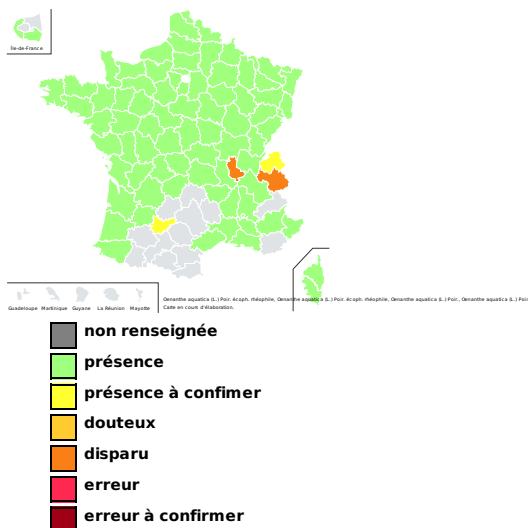 Île-de-France
Guadeloupe Martinique Guyane La Réunion Mayotte
Oenanthe aquatica (L.) Poir. écoph. rhéophile, Oenanthe aquatica (L.) Poir. écoph. rhéophile, Oenanthe aquatica (L.) Poir., Oenanthe aquatica (L.) Poir
Carte en cours d'élaboration.
non renseignée
présence
présence à confimer
douteux
disparu
erreur
erreur à confirmer